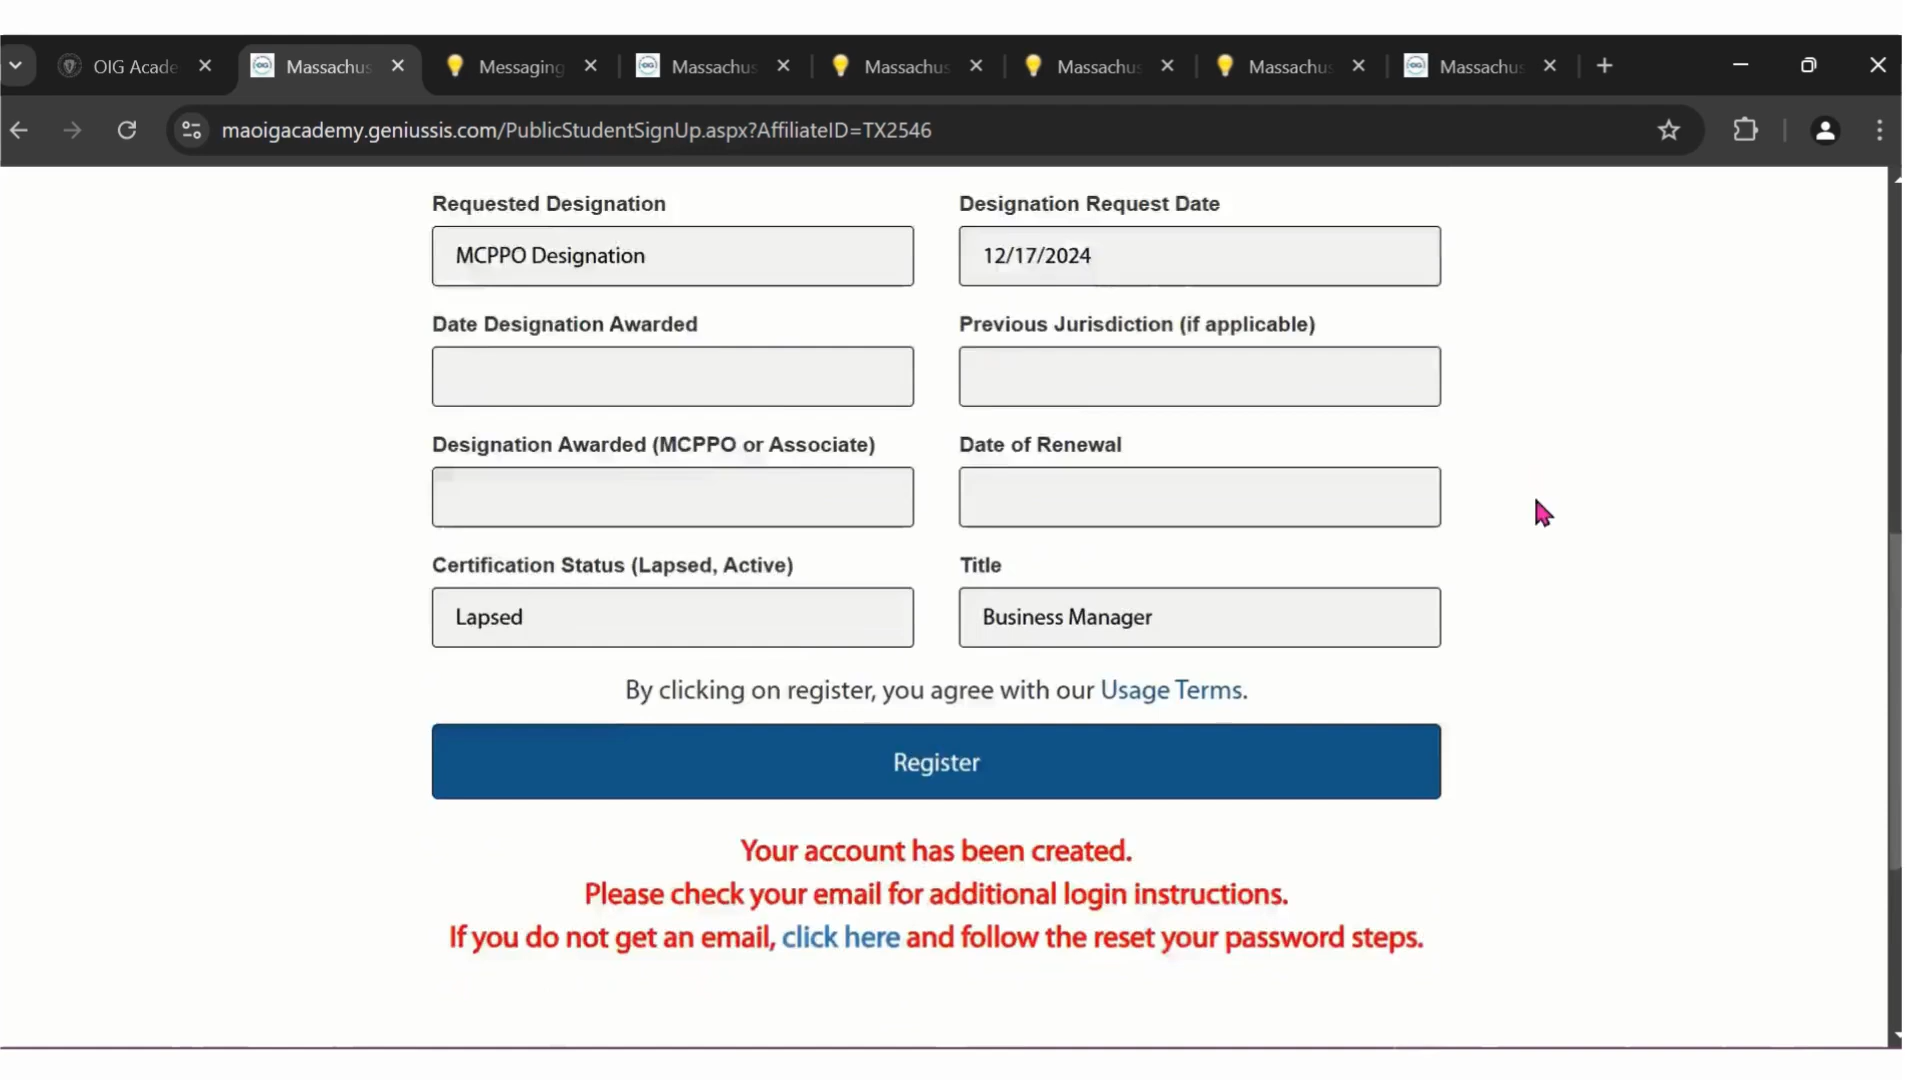 OIG Acade
Massachus
Messaging
Massachus
Massachus
Massachus
Massachus
Massachus
maoigacademy.geniussis.com/PublicStudentSignUp.aspx?AffiliateID=TX2546
Requested Designation
Designation Request Date
MCPPO Designation
12/17/2024
Date Designation Awarded
Previous Jurisdiction (if applicable)
Designation Awarded (MCPPO or Associate)
Date of Renewal
Certification Status (Lapsed, Active)
Title
Lapsed
Business Manager
By clicking on register, you agree with our Usage Terms.
Register
Your account has been created.
Please check your email for additional login instructions.
If you do not get an email, click here and follow the reset your password steps.